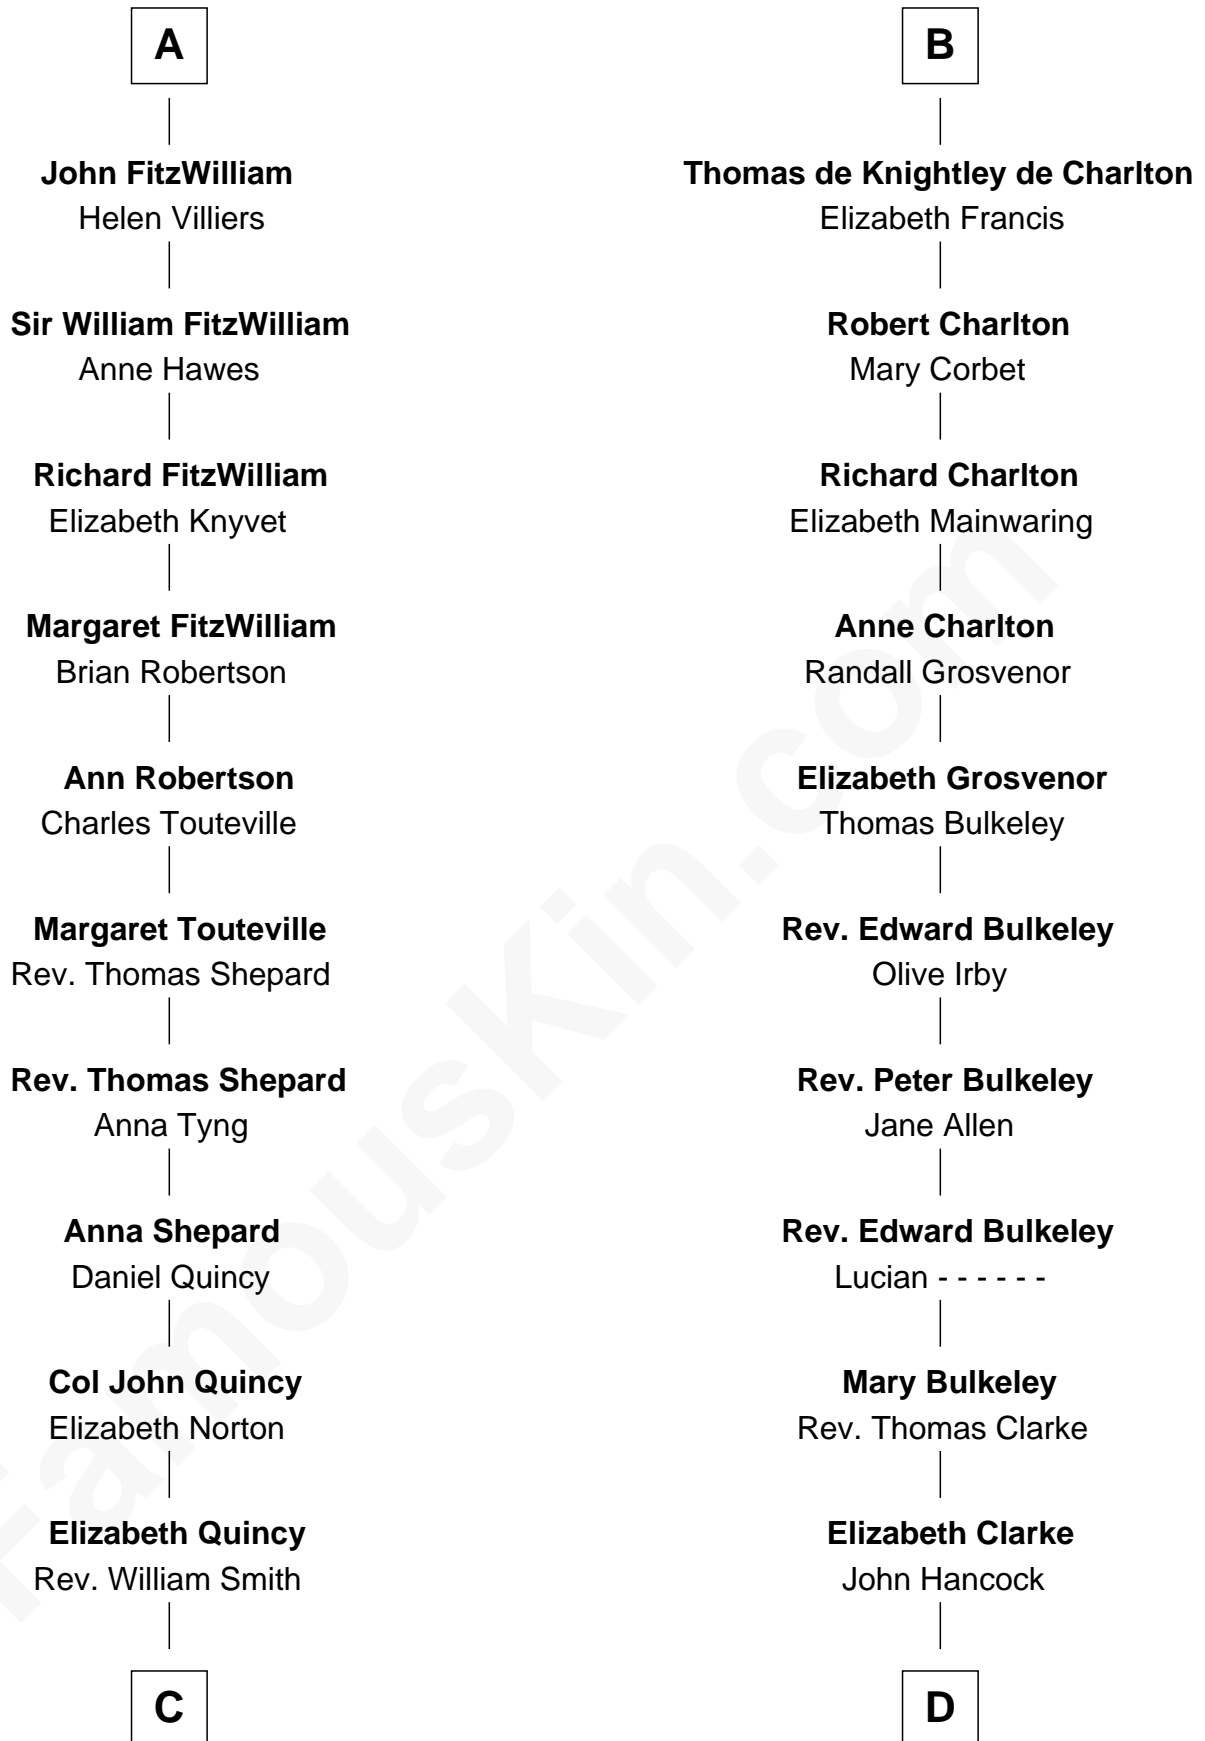 A
John FitzWilliam
Helen Villiers
Sir William FitzWilliam
Anne Hawes
Richard FitzWilliam
Elizabeth Knyvet
Margaret FitzWilliam
Brian Robertson
Ann Robertson
Charles Touteville
Margaret Touteville
Rev. Thomas Shepard
Rev. Thomas Shepard
Anna Tyng
Anna Shepard
Daniel Quincy
Col John Quincy
Elizabeth Norton
Elizabeth Quincy
Rev. William Smith
C
B
Thomas de Knightley de Charlton
Elizabeth Francis
Robert Charlton
Mary Corbet
Richard Charlton
Elizabeth Mainwaring
Anne Charlton
Randall Grosvenor
Elizabeth Grosvenor
Thomas Bulkeley
Rev. Edward Bulkeley
Olive Irby
Rev. Peter Bulkeley
Jane Allen
Rev. Edward Bulkeley
Lucian - - - - - -
Mary Bulkeley
Rev. Thomas Clarke
Elizabeth Clarke
John Hancock
D
FamousKin.com